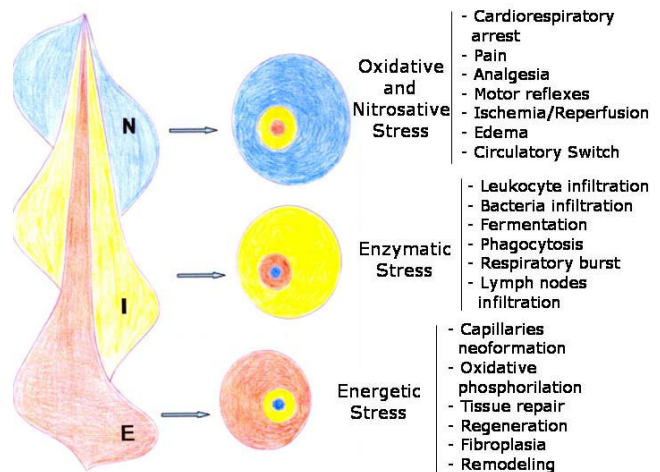 N
I
E
Oxidative and
Nitrosative
Stress
- Cardiorespiratory
arrest
- Pain
- Analgesia
- Motor reflexes
- Ischemia/Reperfusion
- Edema
- Circulatory Switch
Enzymatic
Stress
- Leukocyte infiltration
- Bacteria infiltration
- Fermentation
- Phagocytosis
- Respiratory burst
- Lymph nodes
infiltration
Energetic
Stress
- Capillaries
neoformation
- Oxidative
phosphorilation
- Tissue repair
- Regeneration
- Fibroplasia
- Remodeling